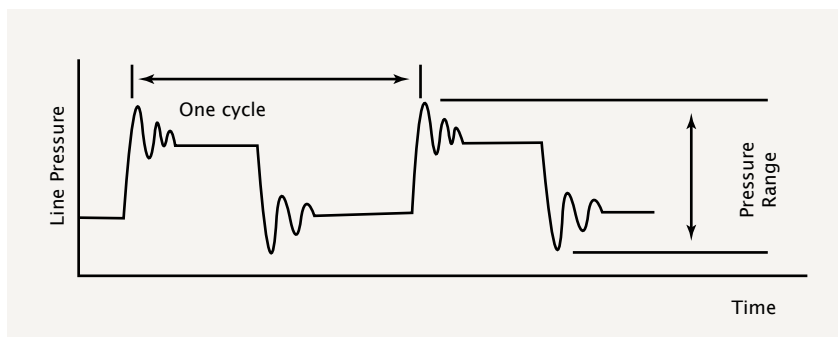 One cycle
Line Pressure
Pressure
Range
Time